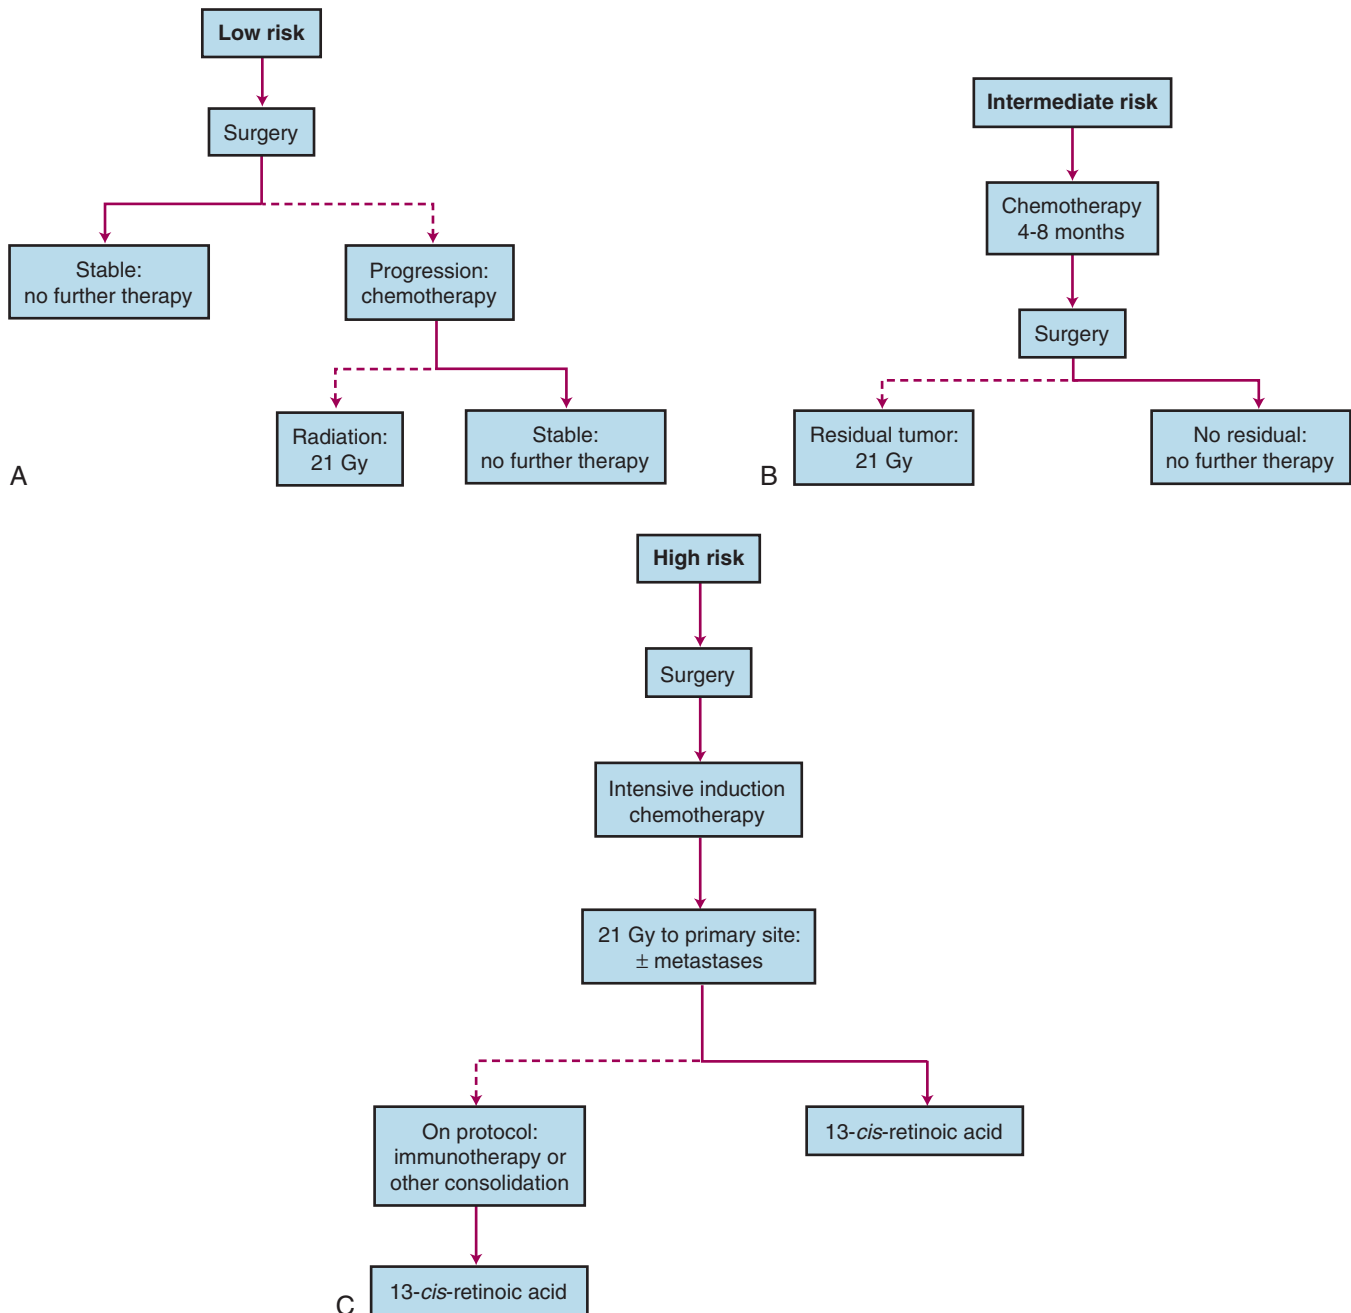 Low risk
Surgery
Stable:
no further therapy
Progression:
chemotherapy
Radiation:
21 Gy
Stable:
no further therapy
A
Intermediate risk
Chemotherapy
4-8 months
Surgery
Residual tumor:
21 Gy
No residual:
no further therapy
B
High risk
Surgery
Intensive induction
chemotherapy
21 Gy to primary site:
± metastases
On protocol:
immunotherapy or
other consolidation
13-cis-retinoic acid
13-cis-retinoic acid
C